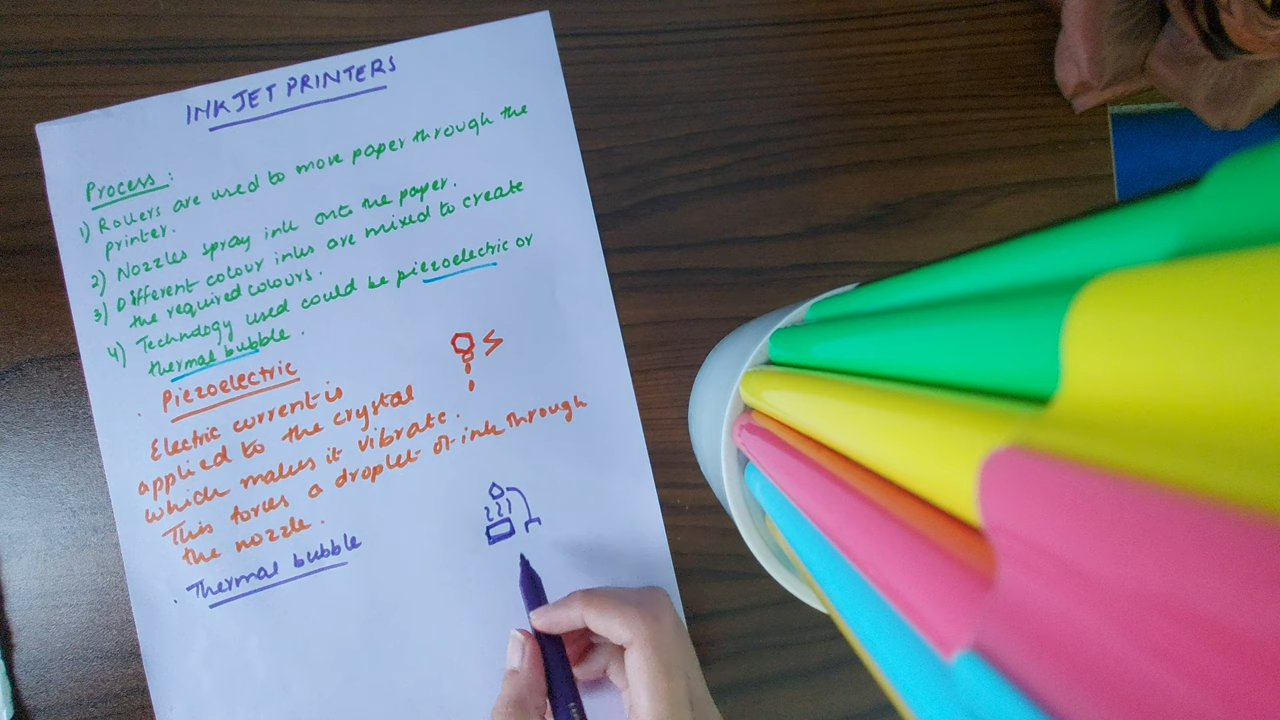 INKJET PRINTERS
Process:
1) Rollers are used to move paper through the
printer.
2) Nozzles spray ink onto the paper.
3) Different colour inks are mixed to create
the required colours.
4) Technology used could be piezoelectric or
thermal bubble.
. Piezoelectric
Electric current is
applied to the crystal
which makes it vibrate.
This forces a droplet of ink through
the nozzle.
. Thermal bubble